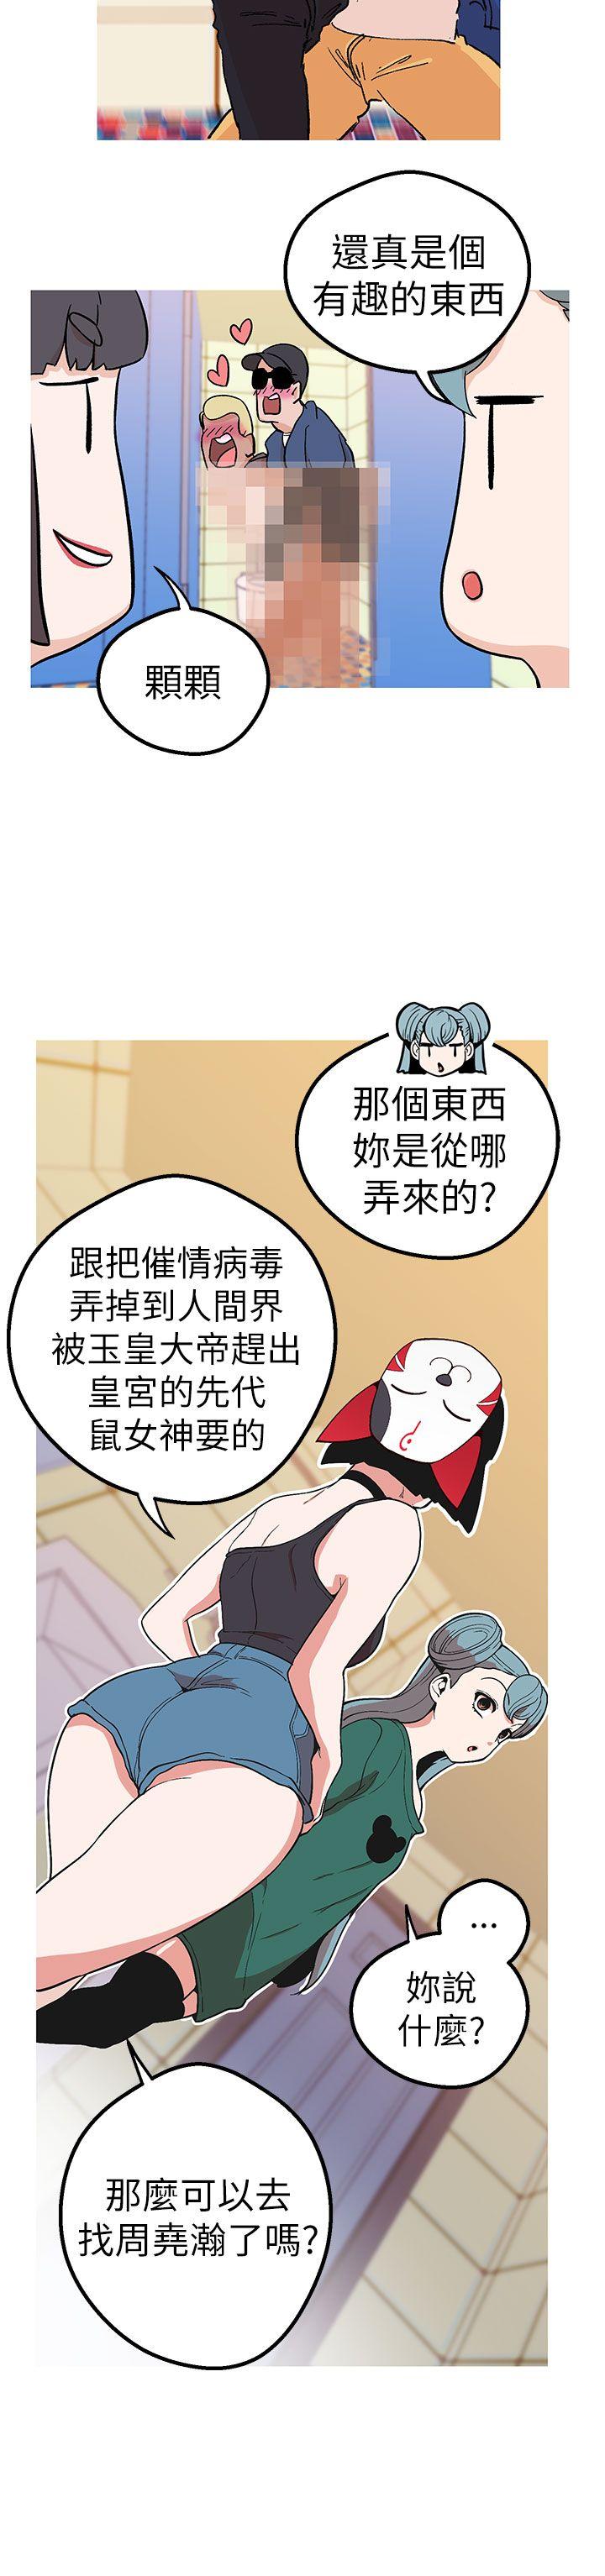 還真是個
有趣的東西
顆顆
那個東西
妳是從哪
弄來的?
跟把催情病毒
弄掉到人間界
被玉皇大帝趕出
皇宮的先代
鼠女神要的
...
妳說
什麼?
那麼可以去
找周堯瀚了嗎?